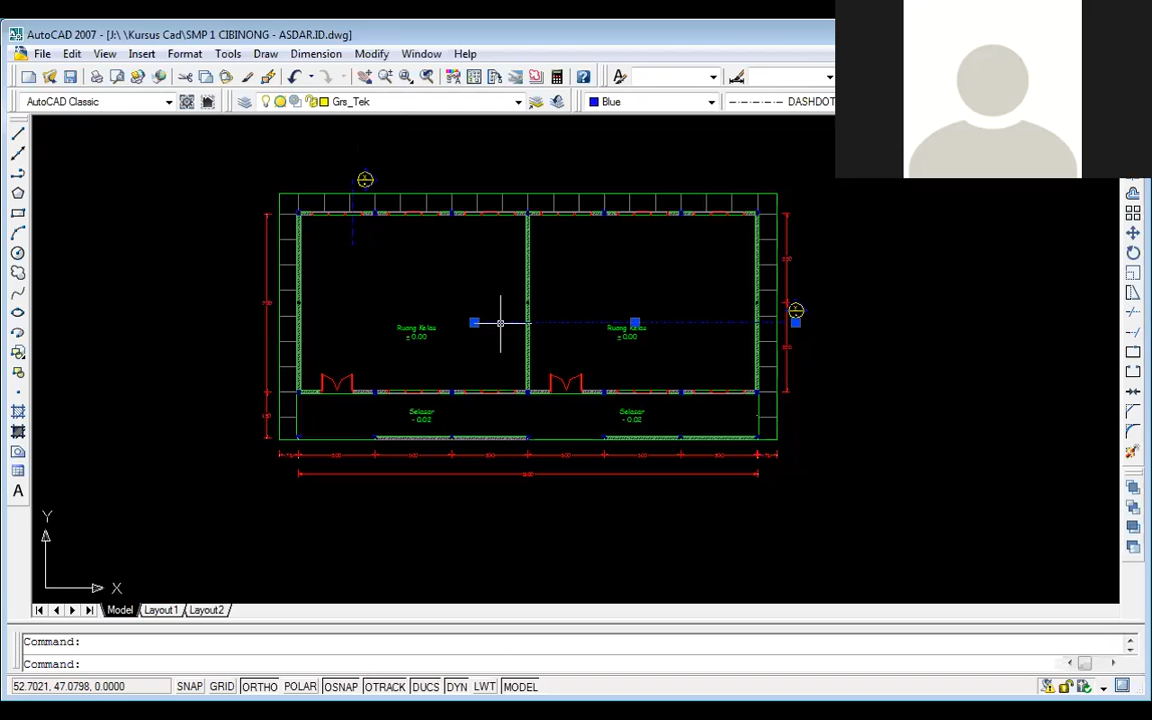 AutoCAD 2007 - [J:\ \Kursus Cad\SMP 1 CIBINONG - ASDAR.ID.dwg]
File Edit View Insert Format Tools Draw Dimension Modify Window Help
AutoCAD Classic Grs_Tek Blue DASHDOT
Ruang Kelas Ruang Kelas
± 0.00 ± 0.00
Selasar Selasar
- 0.02 - 0.02
Y
X
Model Layout1 Layout2
Command:
Command:
52.7021, 47.0798, 0.0000 SNAP GRID ORTHO POLAR OSNAP OTRACK DUCS DYN LWT MODEL